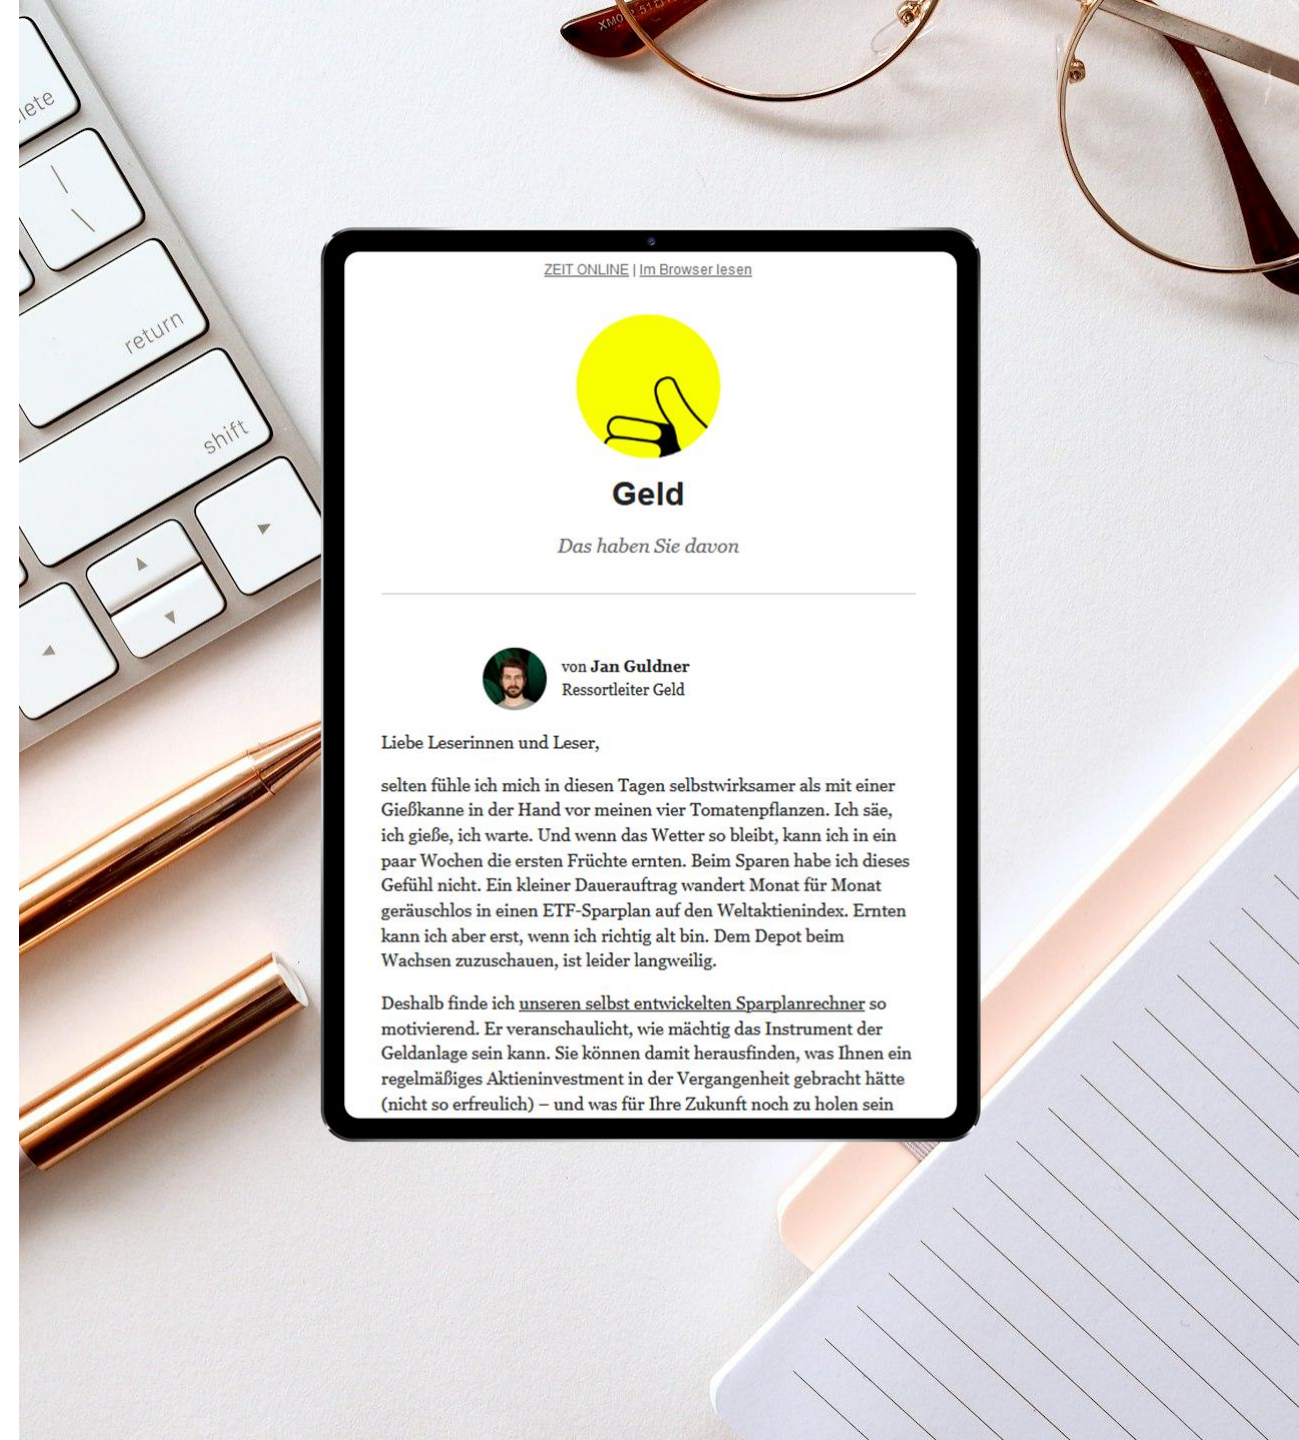 XM0
lete
return
shift
ZEIT ONLINE | Im Browser lesen
Geld
Das haben Sie davon
von Jan Guldner
Ressortleiter Geld
Liebe Leserinnen und Leser,
selten fühle ich mich in diesen Tagen selbstwirksamer als mit einer
Gießkanne in der Hand vor meinen vier Tomatenpflanzen. Ich säe,
ich gieße, ich warte. Und wenn das Wetter so bleibt, kann ich in ein
paar Wochen die ersten Früchte ernten. Beim Sparen habe ich dieses
Gefühl nicht. Ein kleiner Dauerauftrag wandert Monat für Monat
geräuschlos in einen ETF-Sparplan auf den Weltaktienindex. Ernten
kann ich aber erst, wenn ich richtig alt bin. Dem Depot beim
Wachsen zuzuschauen, ist leider langweilig.
Deshalb finde ich unseren selbst entwickelten Sparplanrechner so
motivierend. Er veranschaulicht, wie mächtig das Instrument der
Geldanlage sein kann. Sie können damit herausfinden, was Ihnen ein
regelmäßiges Aktieninvestment in der Vergangenheit gebracht hätte
(nicht so erfreulich) – und was für Ihre Zukunft noch zu holen sein